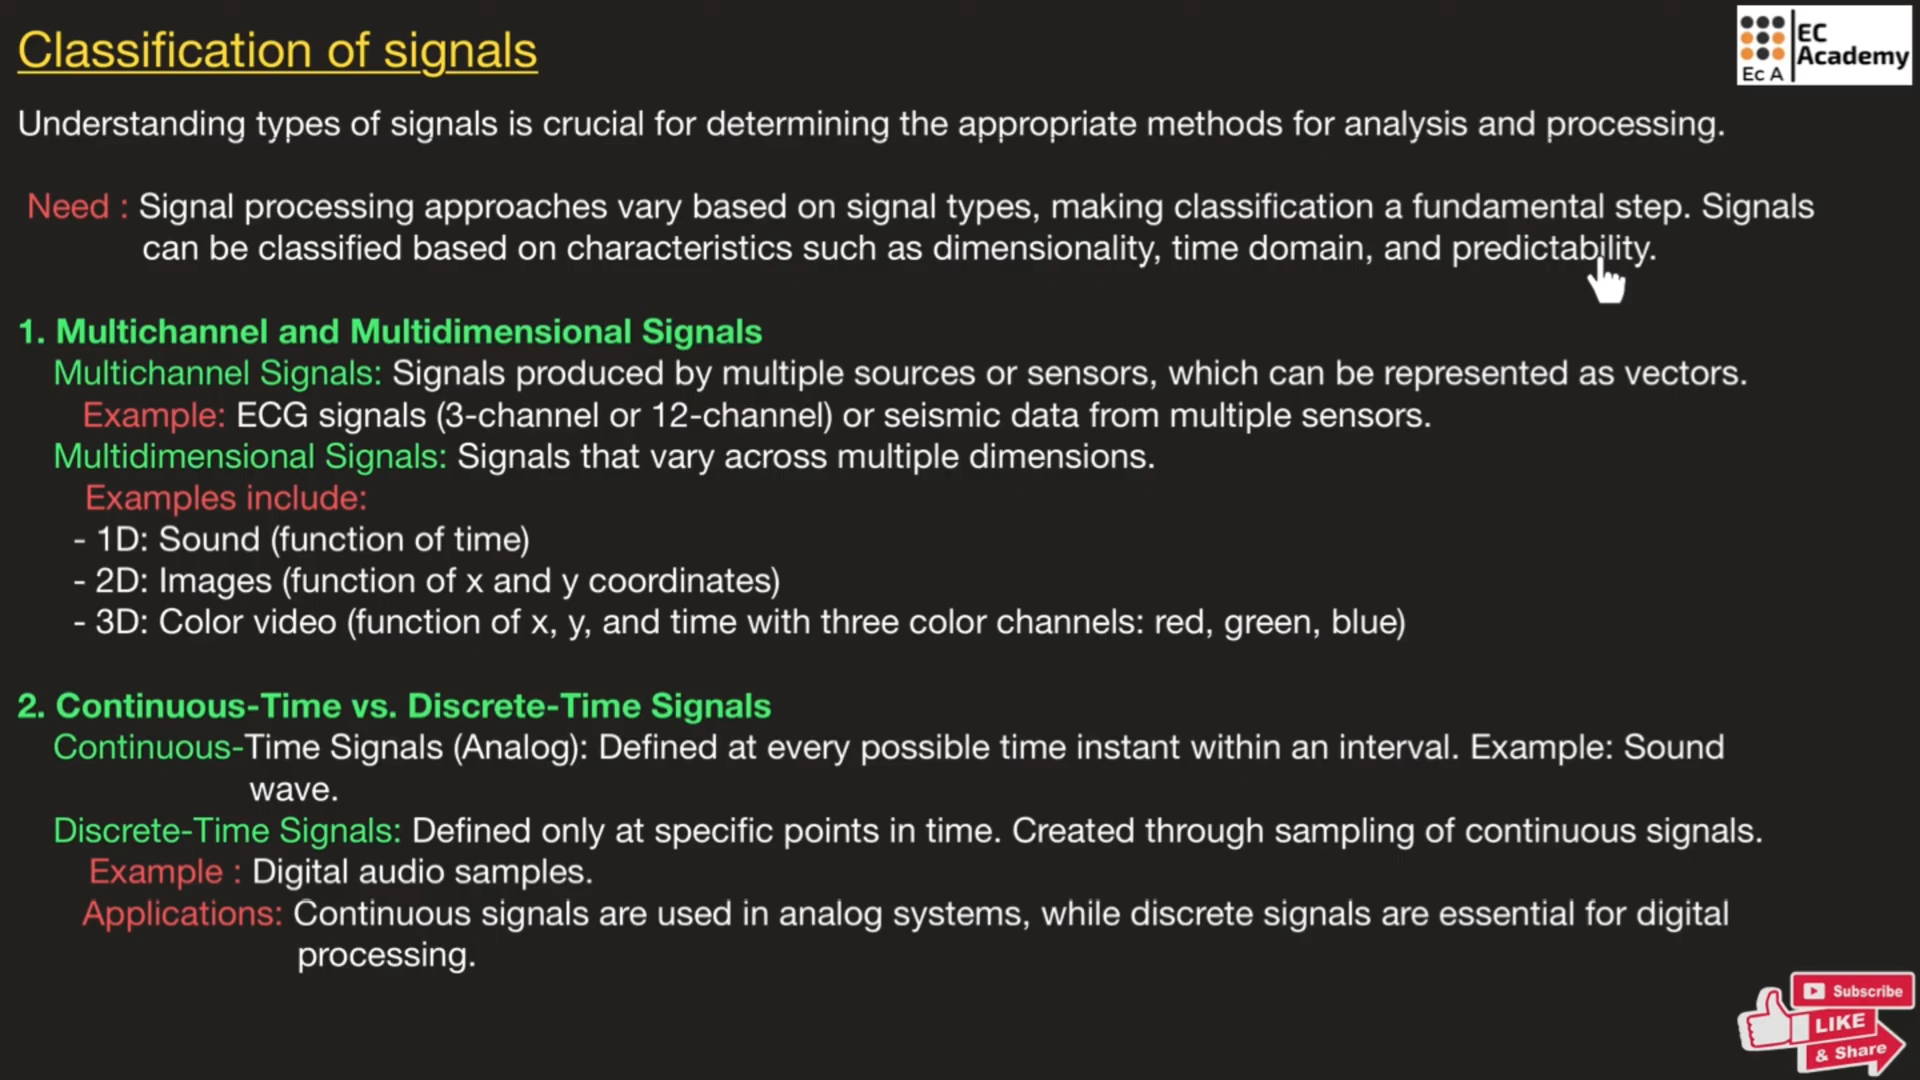 Classification of signals
EC
Academy
Ec A
Understanding types of signals is crucial for determining the appropriate methods for analysis and processing.
Need : Signal processing approaches vary based on signal types, making classification a fundamental step. Signals
can be classified based on characteristics such as dimensionality, time domain, and predictability.
1. Multichannel and Multidimensional Signals
Multichannel Signals: Signals produced by multiple sources or sensors, which can be represented as vectors.
Example: ECG signals (3-channel or 12-channel) or seismic data from multiple sensors.
Multidimensional Signals: Signals that vary across multiple dimensions.
Examples include:
- 1D: Sound (function of time)
- 2D: Images (function of x and y coordinates)
- 3D: Color video (function of x, y, and time with three color channels: red, green, blue)
2. Continuous-Time vs. Discrete-Time Signals
Continuous-Time Signals (Analog): Defined at every possible time instant within an interval. Example: Sound
wave.
Discrete-Time Signals: Defined only at specific points in time. Created through sampling of continuous signals.
Example : Digital audio samples.
Applications: Continuous signals are used in analog systems, while discrete signals are essential for digital
processing.
Subscribe
LIKE
& Share